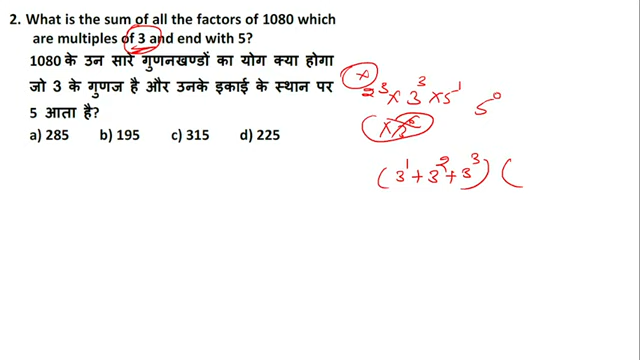 2. What is the sum of all the factors of 1080 which
are multiples of 3 and end with 5?
1080 के उन सारे गुणनखण्डों का योग क्या होगा
जो 3 के गुणज है और उनके इकाई के स्थान पर
5 आता है?
a) 285 b) 195 c) 315 d) 225
2³ × 3³ × 5¹ 5⁰
(3¹ + 3² + 3³) (